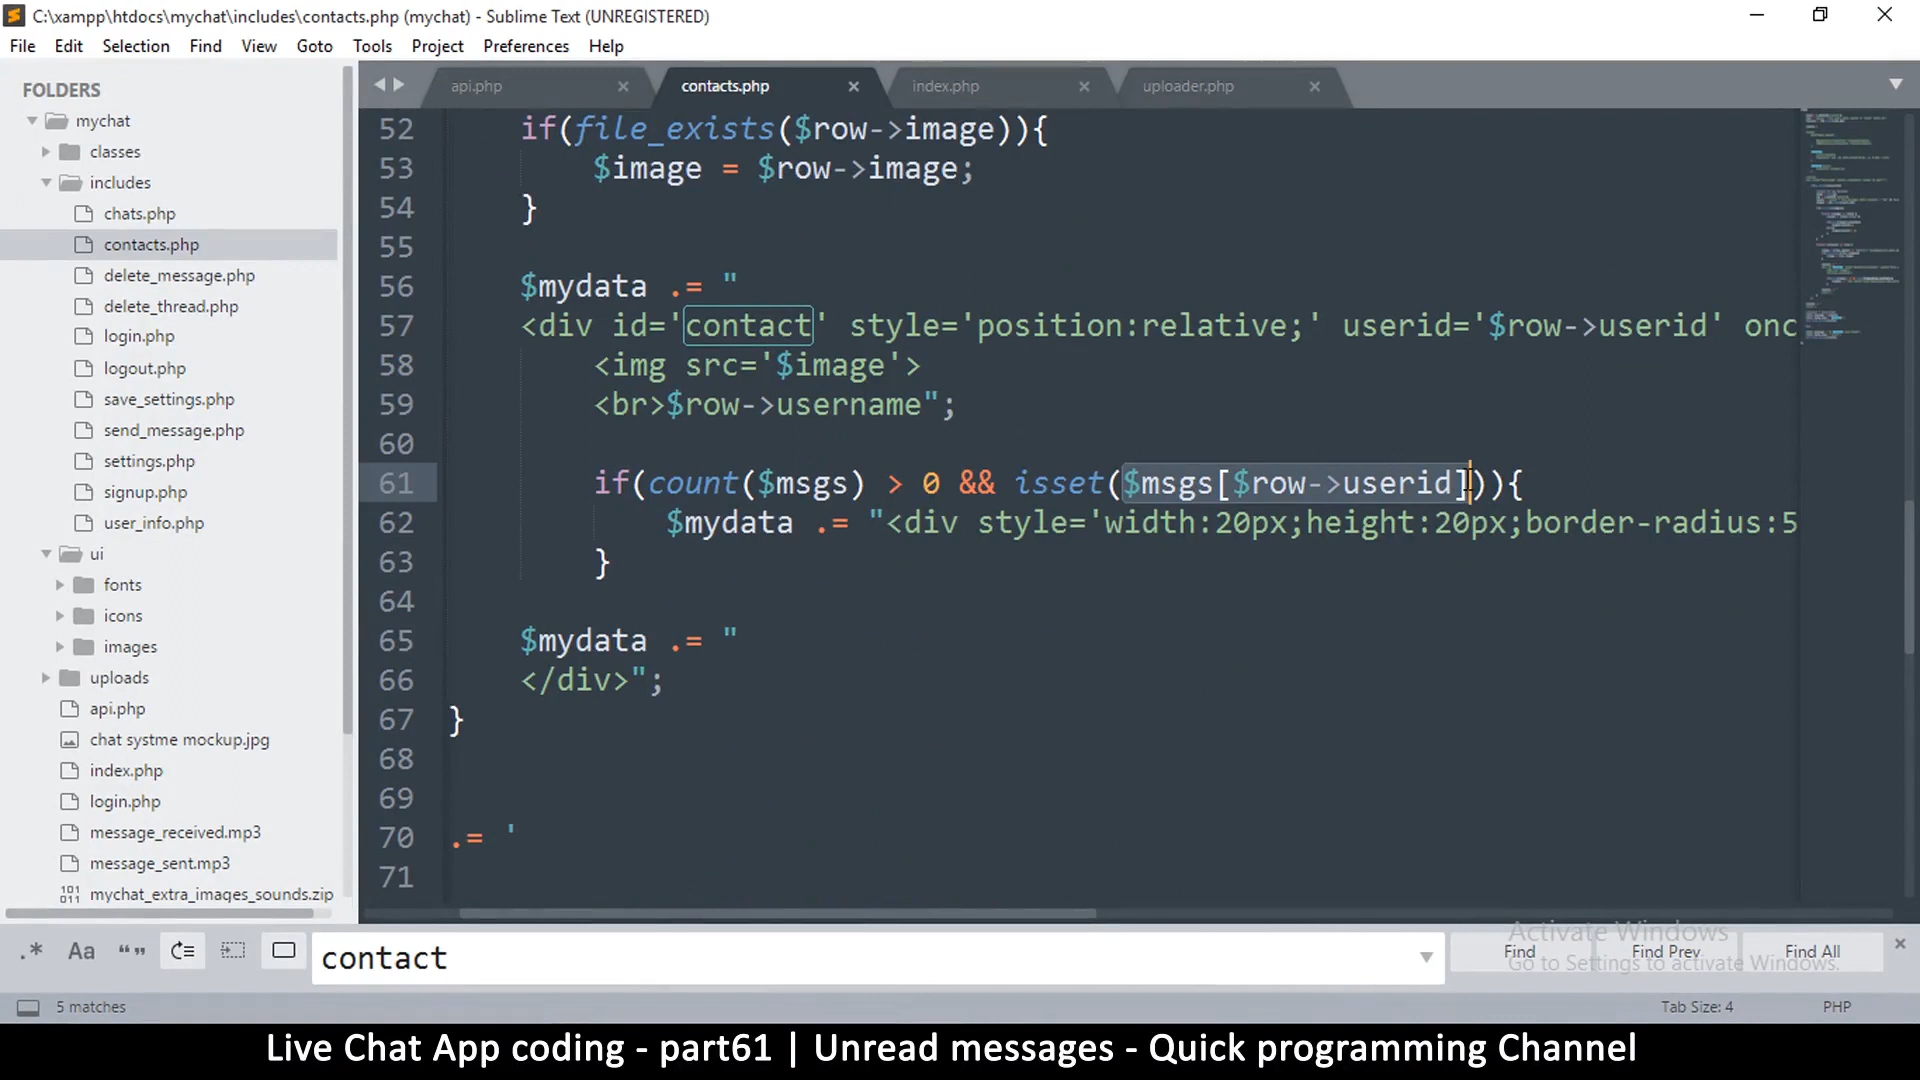 C:\xampp\htdocs\mychat\includes\contacts.php (mychat) - Sublime Text (UNREGISTERED)
File Edit Selection Find View Goto Tools Project Preferences Help
FOLDERS
mychat
classes
includes
chats.php
contacts.php
delete_message.php
delete_thread.php
login.php
logout.php
save_settings.php
send_message.php
settings.php
signup.php
user_info.php
ui
fonts
icons
images
uploads
api.php
chat systme mockup.jpg
index.php
login.php
message_received.mp3
message_sent.mp3
mychat_extra_images_sounds.zip
api.php contacts.php index.php uploader.php
52 if(file_exists($row->image)){
53 $image = $row->image;
54 }
55
56 $mydata .= "
57 <div id='contact' style='position:relative;' userid='$row->userid' onc
58 <img src='$image'>
59 <br>$row->username";
60
61 if(count($msgs) > 0 && isset($msgs[$row->userid])){
62 $mydata .= "<div style='width:20px;height:20px;border-radius:5
63 }
64
65 $mydata .= "
66 </div>";
67 }
68
69
70 .= '
71
.* Aa “” contact Find Find Prev Find All
Activate Windows
Go to Settings to activate Windows.
5 matches Tab Size: 4 PHP
Live Chat App coding - part61 | Unread messages - Quick programming Channel